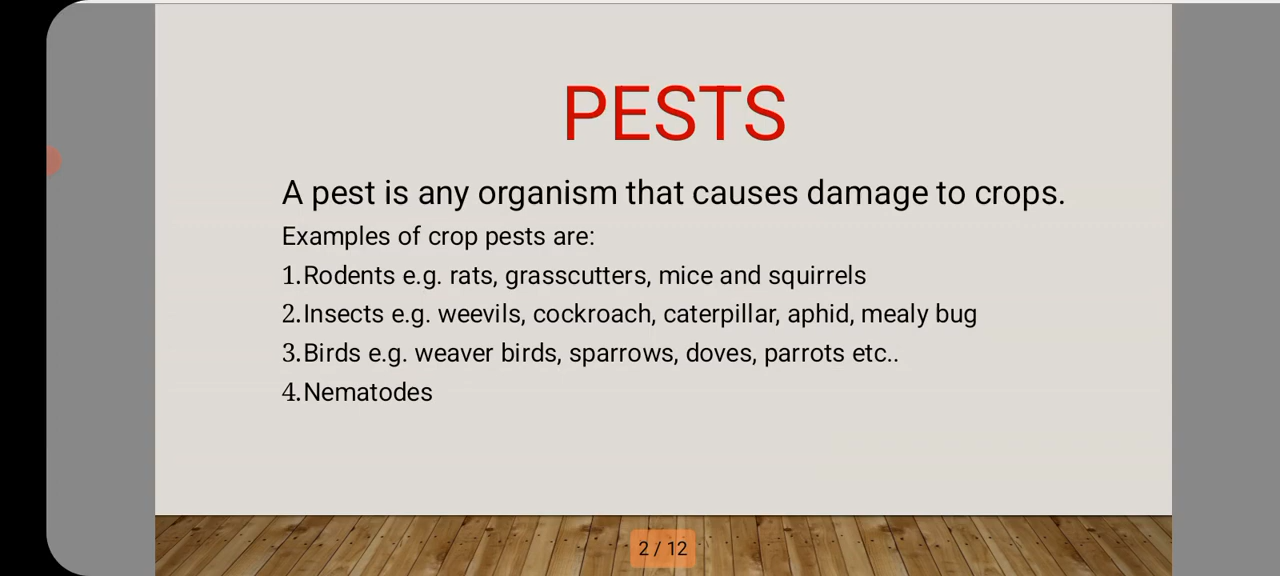 PESTS
A pest is any organism that causes damage to crops.
Examples of crop pests are:
1.Rodents e.g. rats, grasscutters, mice and squirrels
2.Insects e.g. weevils, cockroach, caterpillar, aphid, mealy bug
3.Birds e.g. weaver birds, sparrows, doves, parrots etc..
4.Nematodes
2 / 12